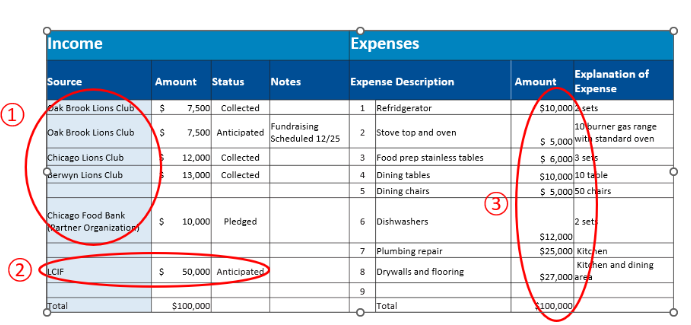 Income Expenses
Source Amount Status Notes Expense Description Amount Explanation of Expense
① Oak Brook Lions Club $ 7,500 Collected 1 Refridgerator $10,000 2 sets
Oak Brook Lions Club $ 7,500 Anticipated Fundraising Scheduled 12/25 2 Stove top and oven $ 5,000 10 burner gas range with standard oven
Chicago Lions Club $ 12,000 Collected 3 Food prep stainless tables $ 6,000 3 sets
Berwyn Lions Club $ 13,000 Collected 4 Dining tables $10,000 10 table
5 Dining chairs $ 5,000 50 chairs
③
Chicago Food Bank (Partner Organization) $ 10,000 Pledged 6 Dishwashers $12,000 2 sets
7 Plumbing repair $25,000 Kitchen
② LCIF $ 50,000 Anticipated 8 Drywalls and flooring $27,000 Kitchen and dining area
9
Total $100,000 Total $100,000